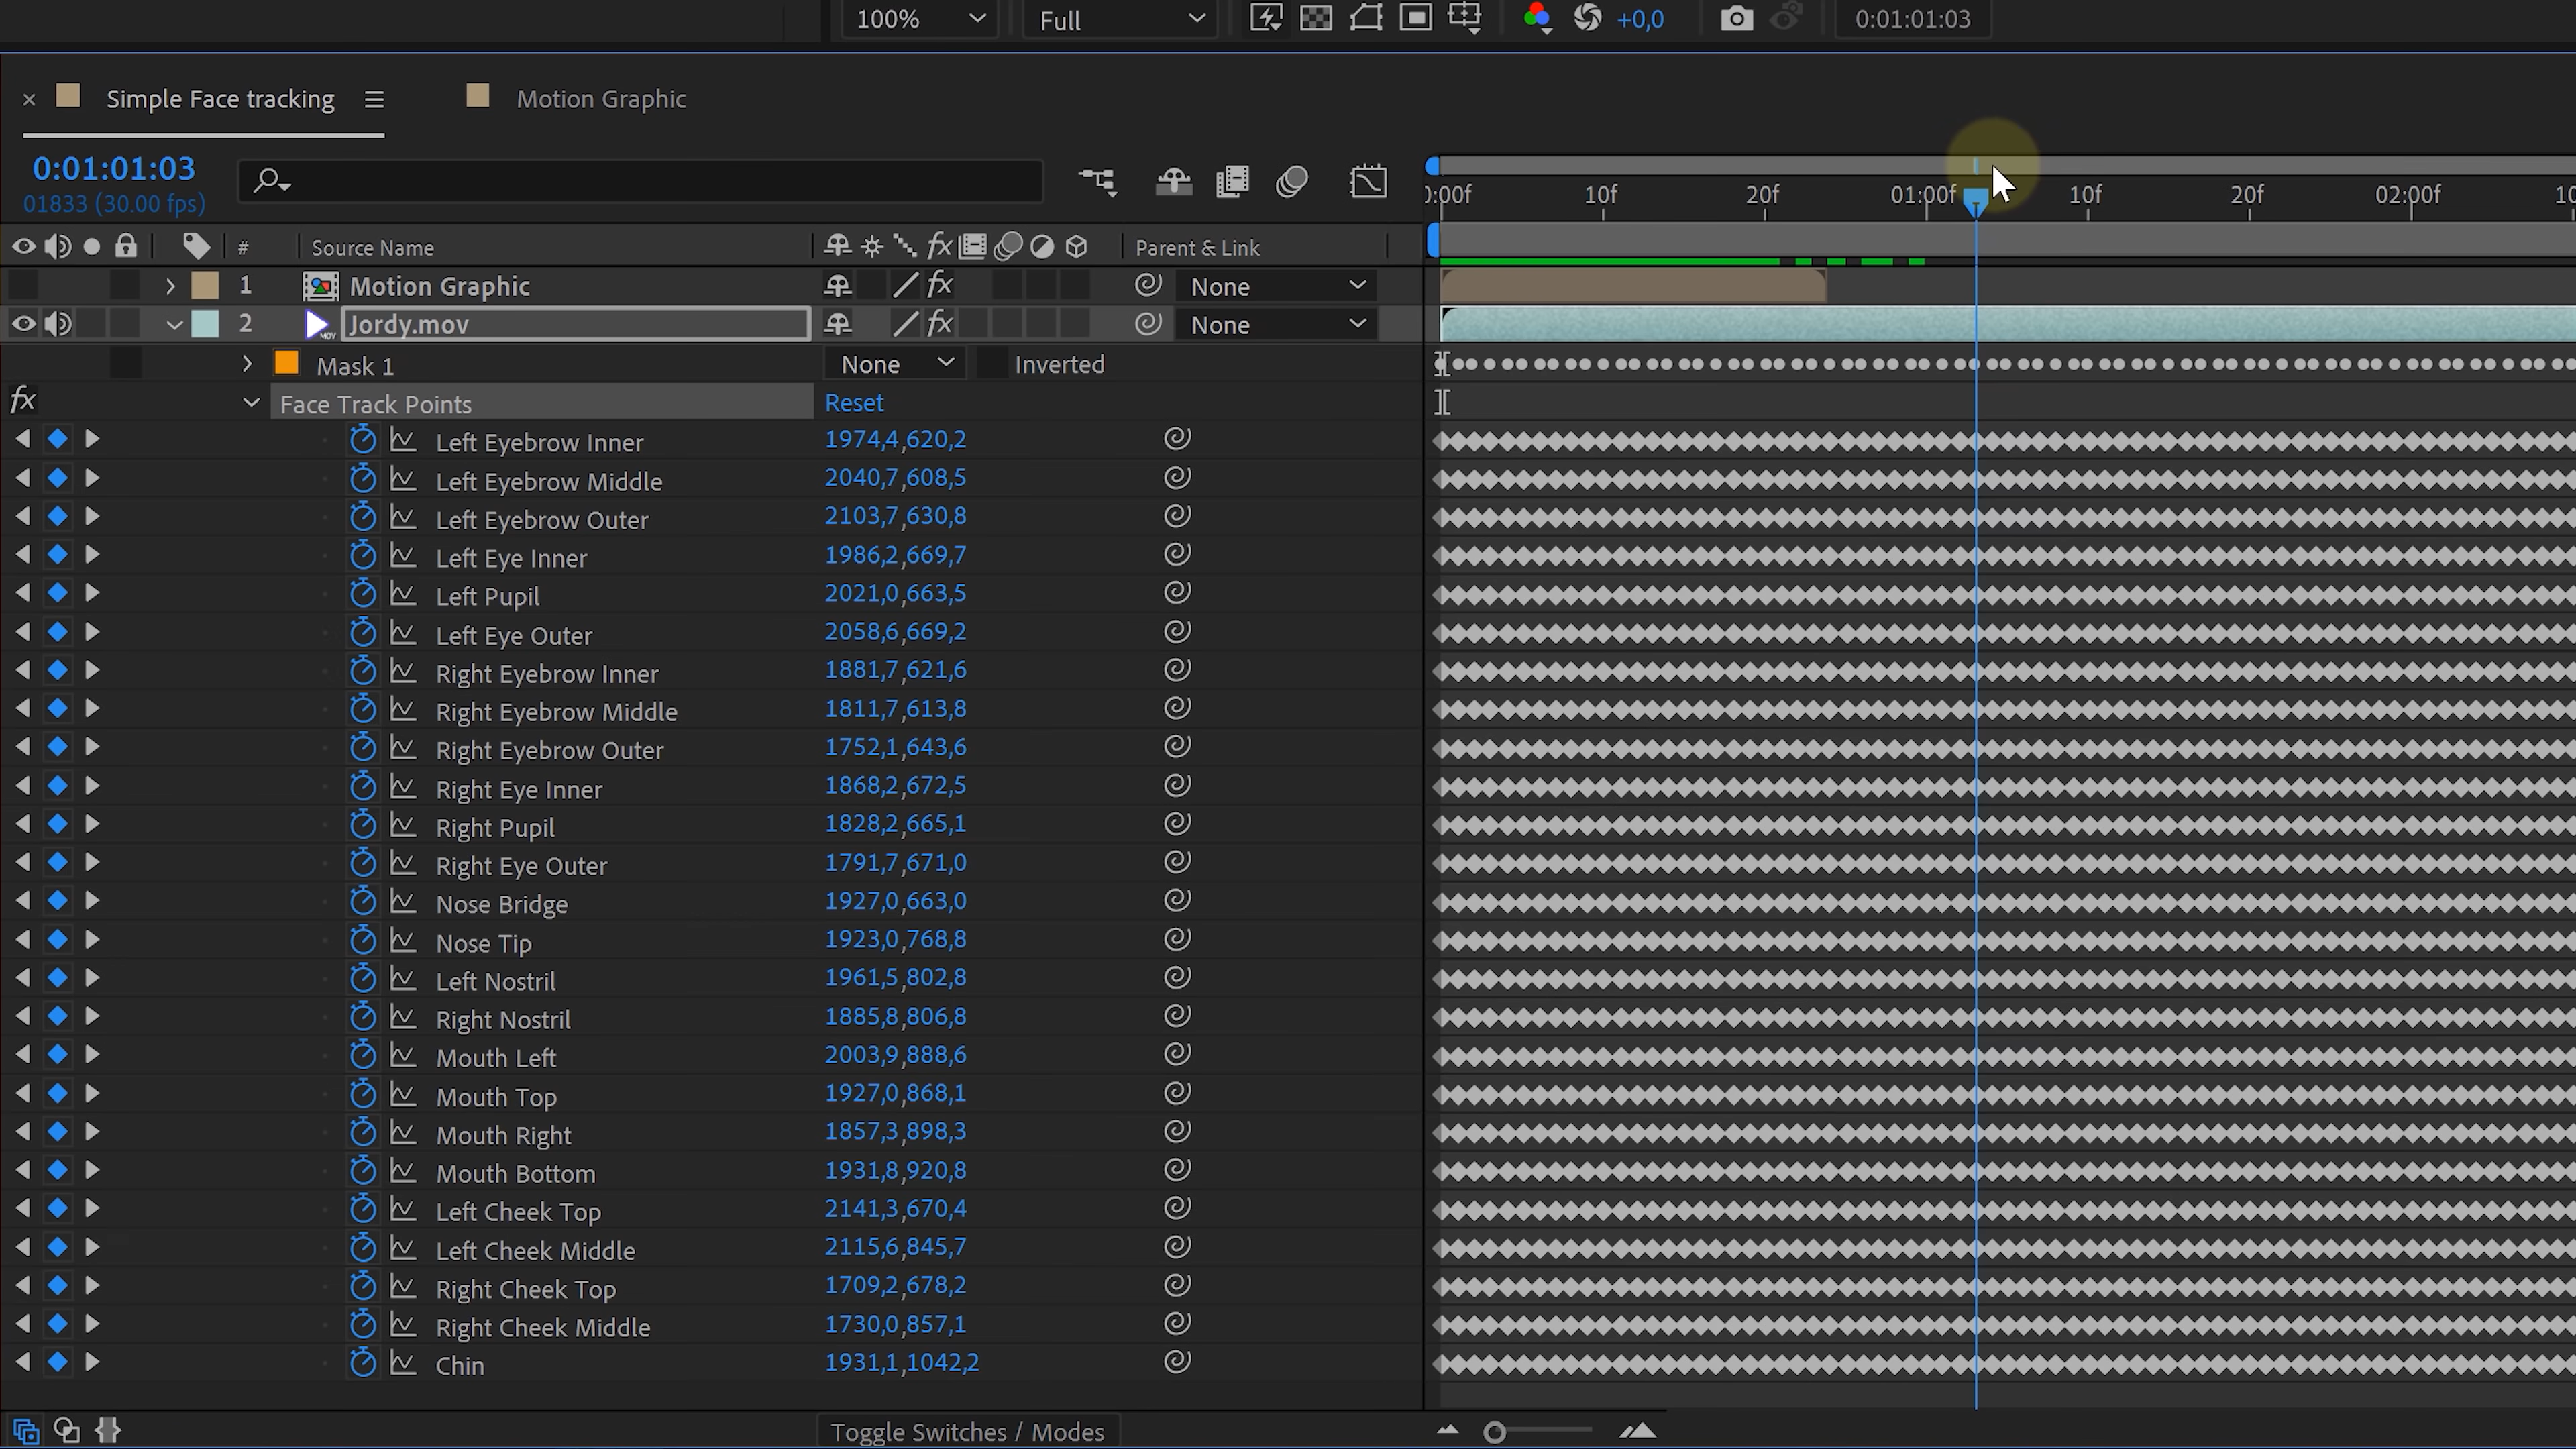 100% Full +0,0 0:01:01:03
Simple Face tracking Motion Graphic
0:01:01:03
01833 (30.00 fps)
:00f 10f 20f 01:00f 10f 20f 02:00f 10
# Source Name fx Parent & Link
1 Motion Graphic fx None
2 Jordy.mov fx None
Mask 1 None Inverted
fx Face Track Points Reset
Left Eyebrow Inner 1974,4,620,2
Left Eyebrow Middle 2040,7,608,5
Left Eyebrow Outer 2103,7,630,8
Left Eye Inner 1986,2,669,7
Left Pupil 2021,0,663,5
Left Eye Outer 2058,6,669,2
Right Eyebrow Inner 1881,7,621,6
Right Eyebrow Middle 1811,7,613,8
Right Eyebrow Outer 1752,1,643,6
Right Eye Inner 1868,2,672,5
Right Pupil 1828,2,665,1
Right Eye Outer 1791,7,671,0
Nose Bridge 1927,0,663,0
Nose Tip 1923,0,768,8
Left Nostril 1961,5,802,8
Right Nostril 1885,8,806,8
Mouth Left 2003,9,888,6
Mouth Top 1927,0,868,1
Mouth Right 1857,3,898,3
Mouth Bottom 1931,8,920,8
Left Cheek Top 2141,3,670,4
Left Cheek Middle 2115,6,845,7
Right Cheek Top 1709,2,678,2
Right Cheek Middle 1730,0,857,1
Chin 1931,1,1042,2
Toggle Switches / Modes